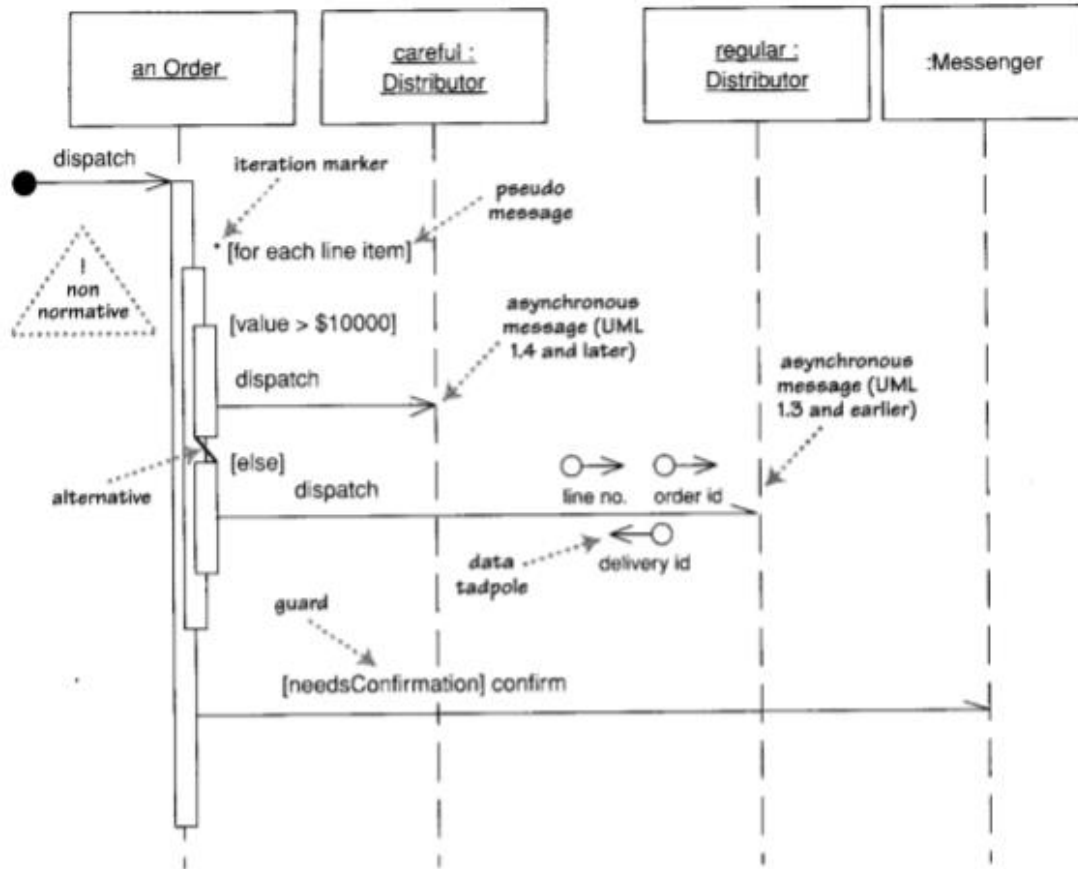 an Order
careful :
Distributor
regular :
Distributor
:Messenger
dispatch
iteration marker
pseudo
message
* [for each line item]
!
non
normative
[value > $10000]
asynchronous
message (UML
1.4 and later)
dispatch
asynchronous
message (UML
1.3 and earlier)
[else]
alternative
dispatch
line no.
order id
data
tadpole
delivery id
guard
[needsConfirmation] confirm